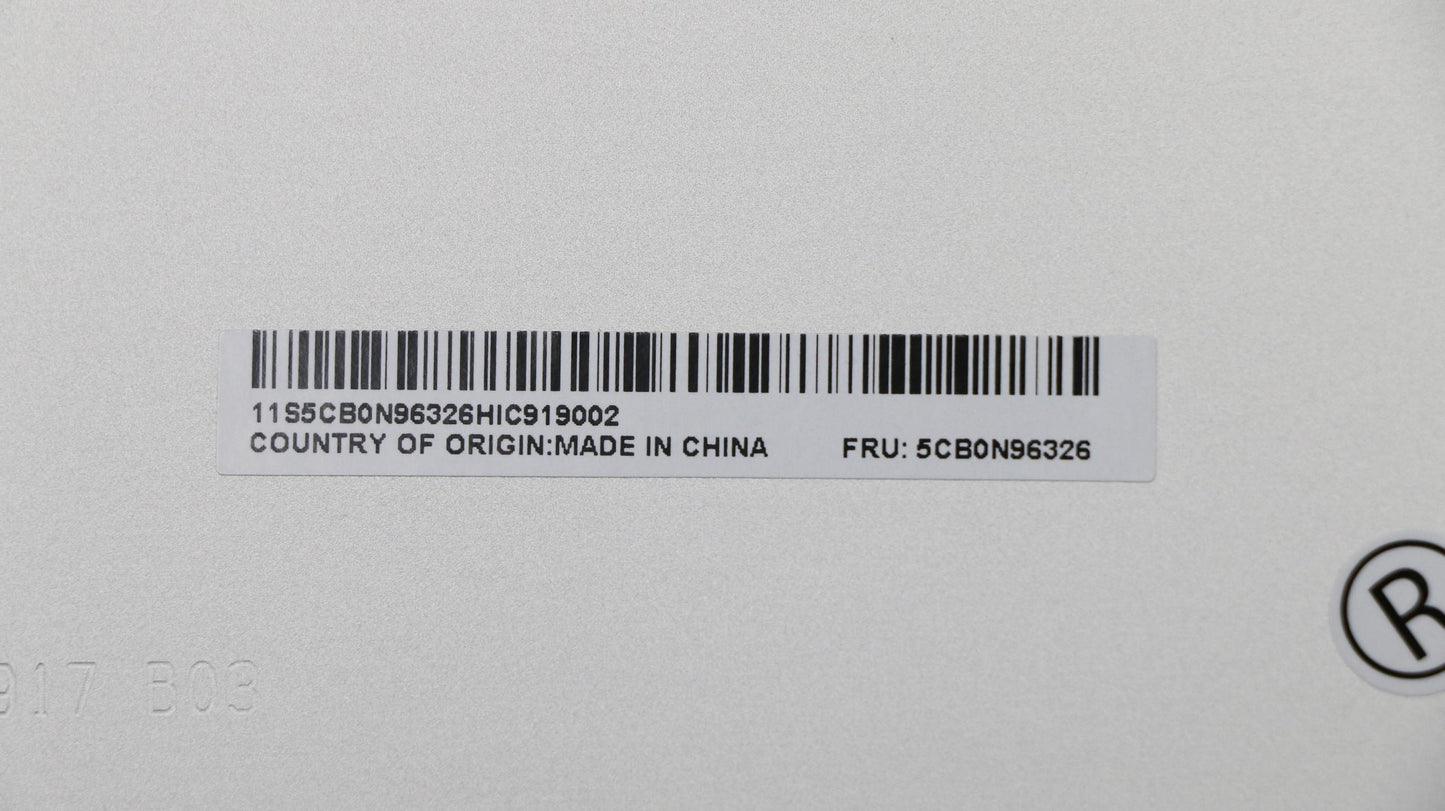 11S5CB0N96326HIC919002
COUNTRY OF ORIGIN:MADE IN CHINA FRU: 5CB0N96326
R
917 B03